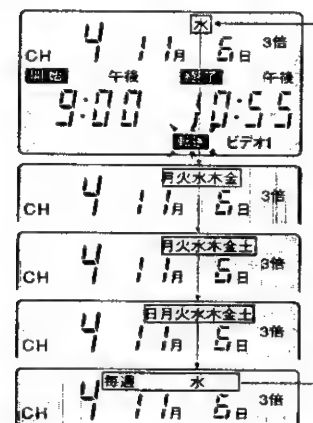 水
CH 4 11月 6日 3倍
開始 午後 終了 午後
9:00 10:55
ビデオ1
月火水木金
CH 4 11月 6日 3倍
月火水木金土
CH 4 11月 6日 3倍
日月火水木金土
CH 4 11月 6日 3倍
毎週 水
CH 4 11月 6日 3倍